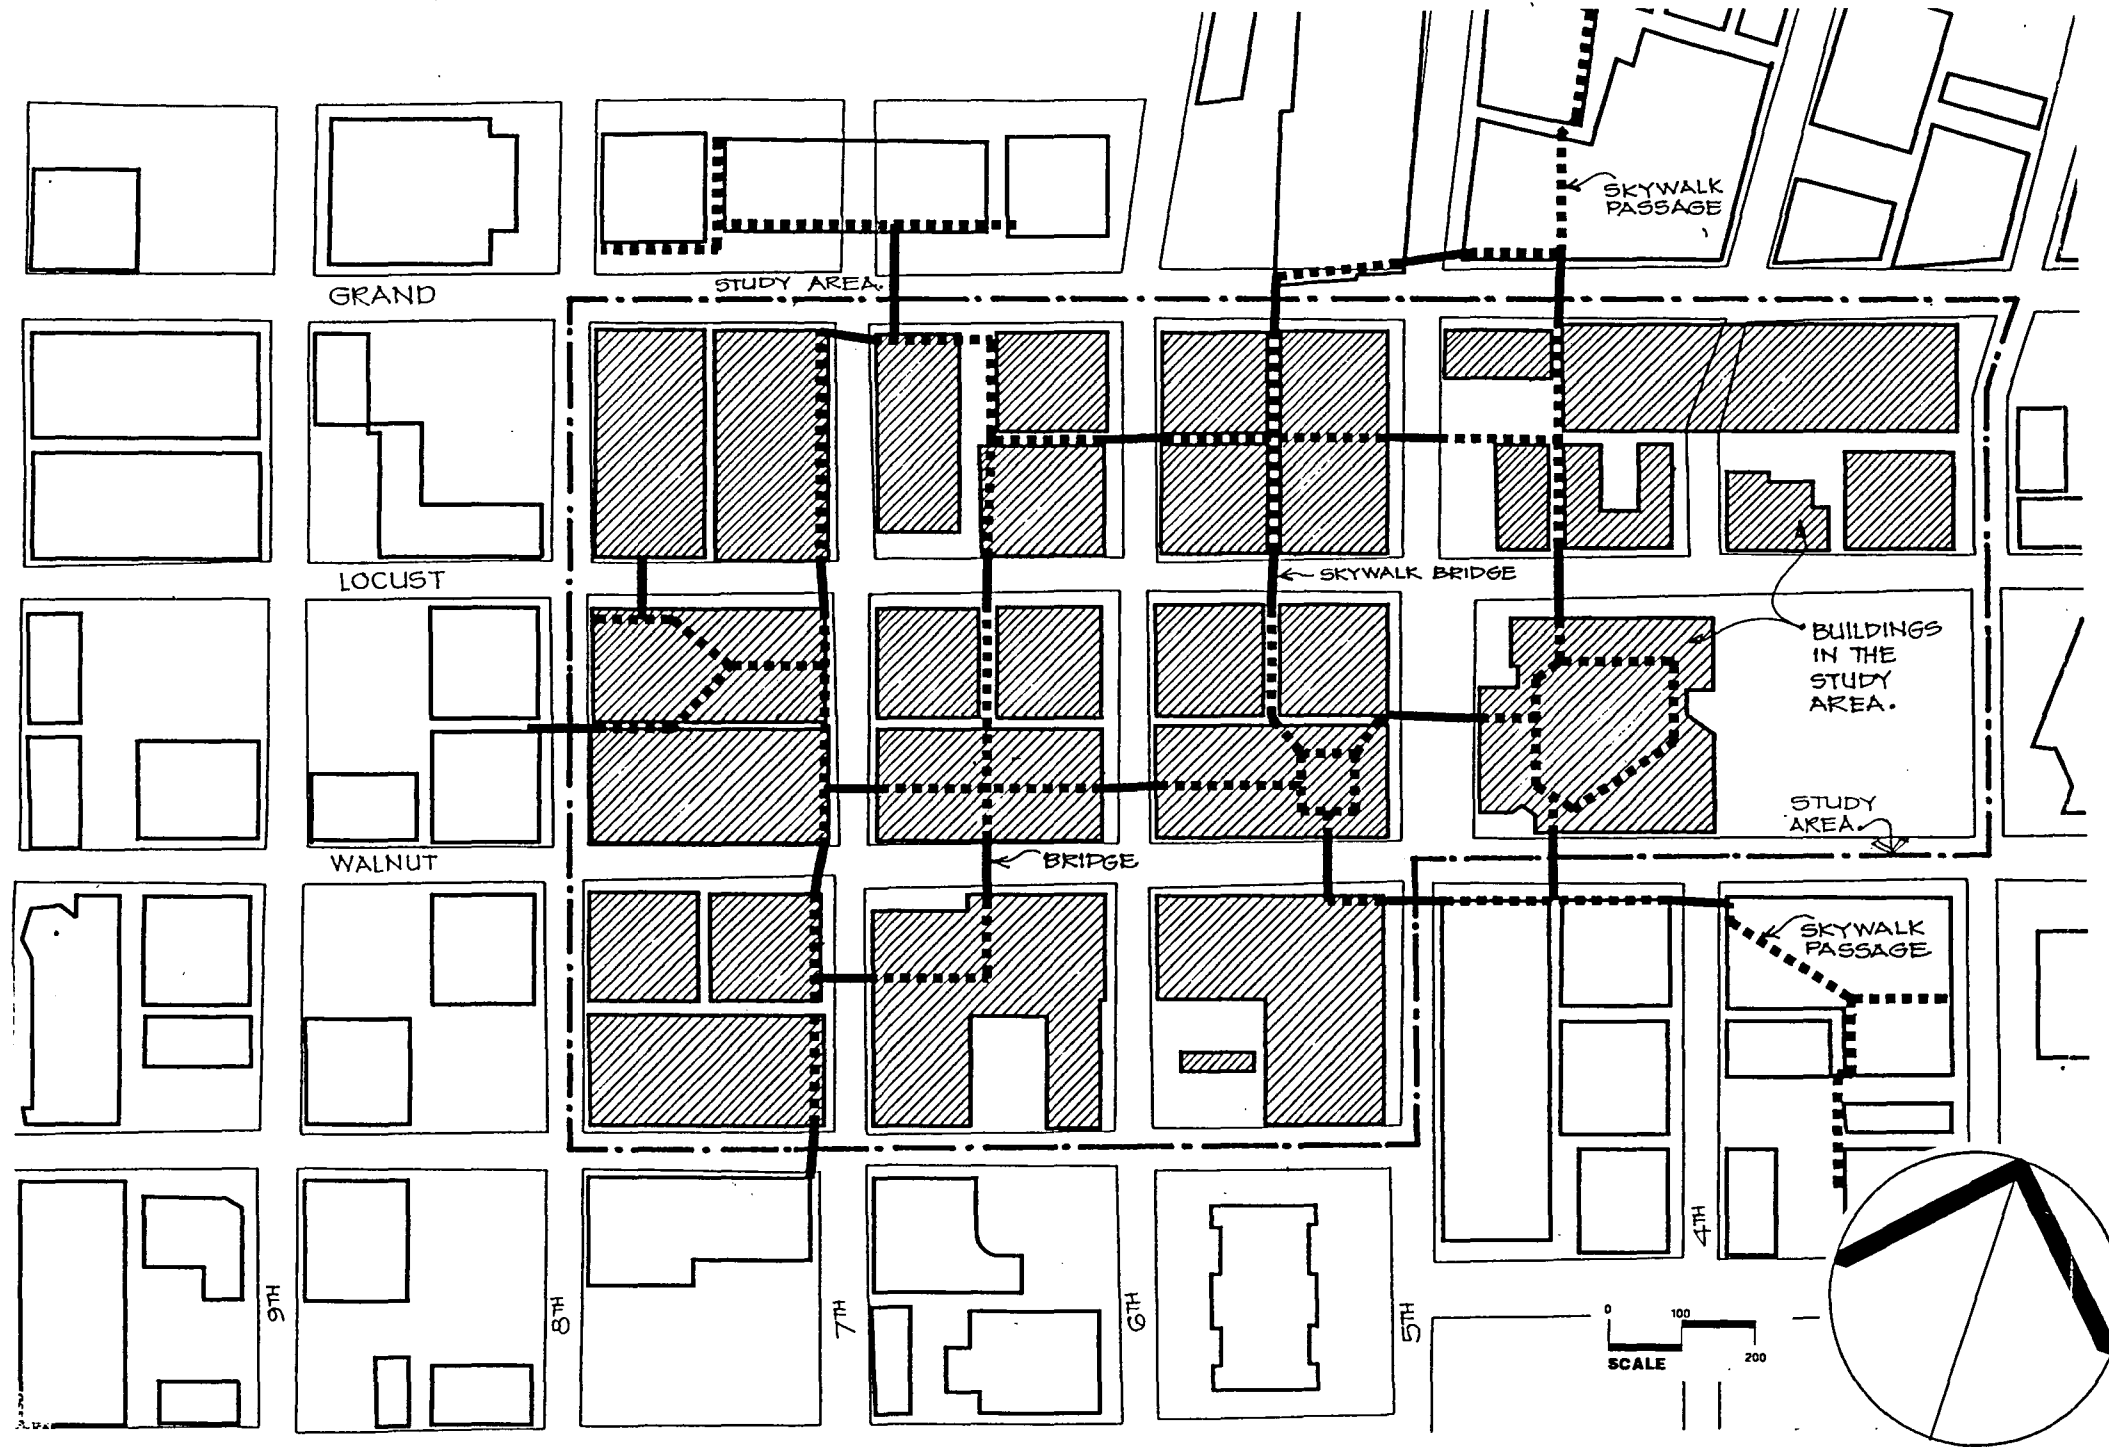 SKYWALK
PASSAGE
STUDY AREA.
GRAND
LOCUST
SKYWALK BRIDGE
BUILDINGS
IN THE
STUDY
AREA.
STUDY
AREA.
WALNUT
BRIDGE
SKYWALK
PASSAGE
4TH
9TH
8TH
7TH
6TH
5TH
0 100
SCALE 200